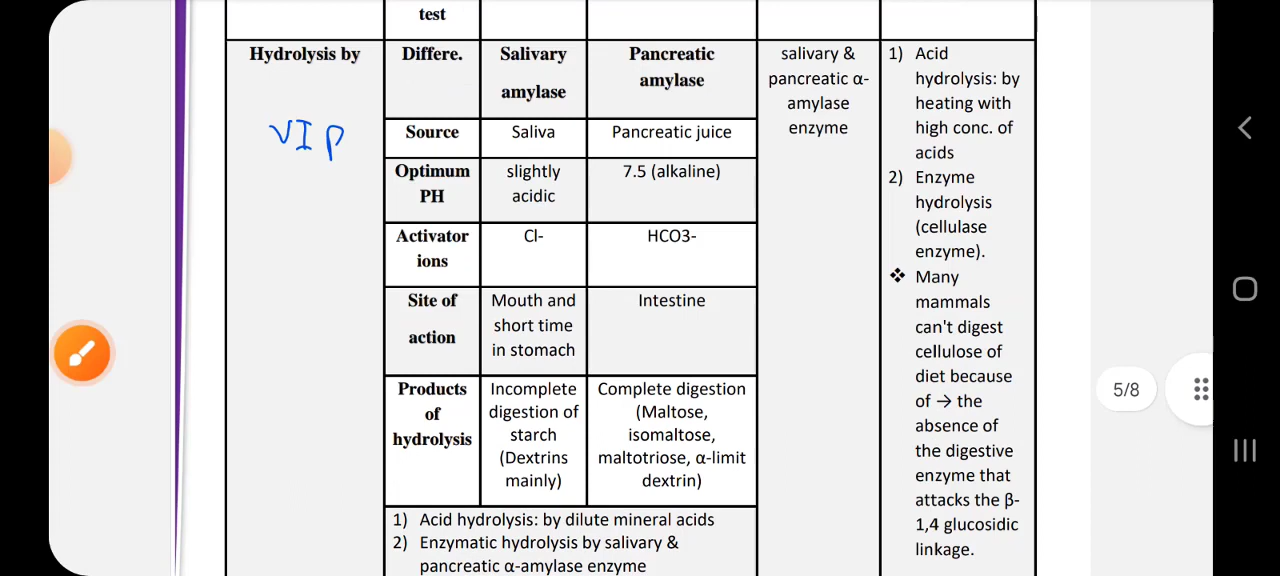 test
Hydrolysis by
VIP
Differe.
Salivary
amylase
Pancreatic
amylase
Source
Saliva
Pancreatic juice
Optimum
PH
slightly
acidic
7.5 (alkaline)
Activator
ions
Cl-
HCO3-
Site of
action
Mouth and
short time
in stomach
Intestine
Products
of
hydrolysis
Incomplete
digestion of
starch
(Dextrins
mainly)
Complete digestion
(Maltose,
isomaltose,
maltotriose, α-limit
dextrin)
1) Acid hydrolysis: by dilute mineral acids
2) Enzymatic hydrolysis by salivary &
pancreatic α-amylase enzyme
salivary &
pancreatic α-
amylase
enzyme
1) Acid
hydrolysis: by
heating with
high conc. of
acids
2) Enzyme
hydrolysis
(cellulase
enzyme).
❖ Many
mammals
can't digest
cellulose of
diet because
of → the
absence of
the digestive
enzyme that
attacks the β-
1,4 glucosidic
linkage.
5/8